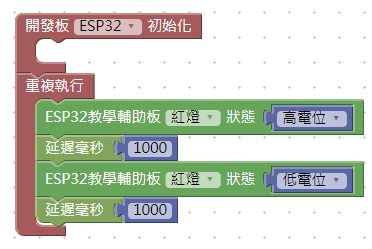 開發板 ESP32 初始化
重複執行
ESP32教學輔助板 紅燈 狀態 高電位
延遲毫秒 1000
ESP32教學輔助板 紅燈 狀態 低電位
延遲毫秒 1000